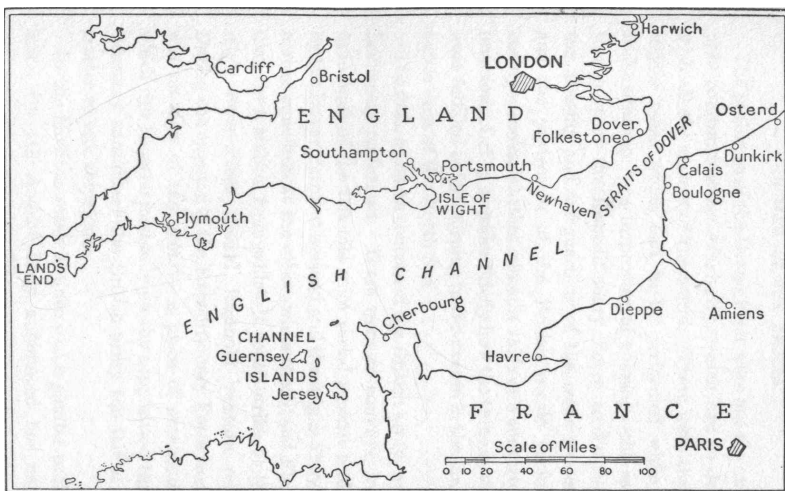 Harwich
Cardiff
Bristol
LONDON
ENGLAND
Ostend
Dover
Folkestone
Dunkirk
Southampton
Portsmouth
Calais
Newhaven
STRAITS OF DOVER
Boulogne
ISLE OF
WIGHT
Plymouth
LANDS
END
ENGLISH CHANNEL
Cherbourg
Dieppe
Amiens
CHANNEL
Guernsey
ISLANDS
Jersey
Havre
FRANCE
Scale of Miles
PARIS
0 10 20 40 60 80 100